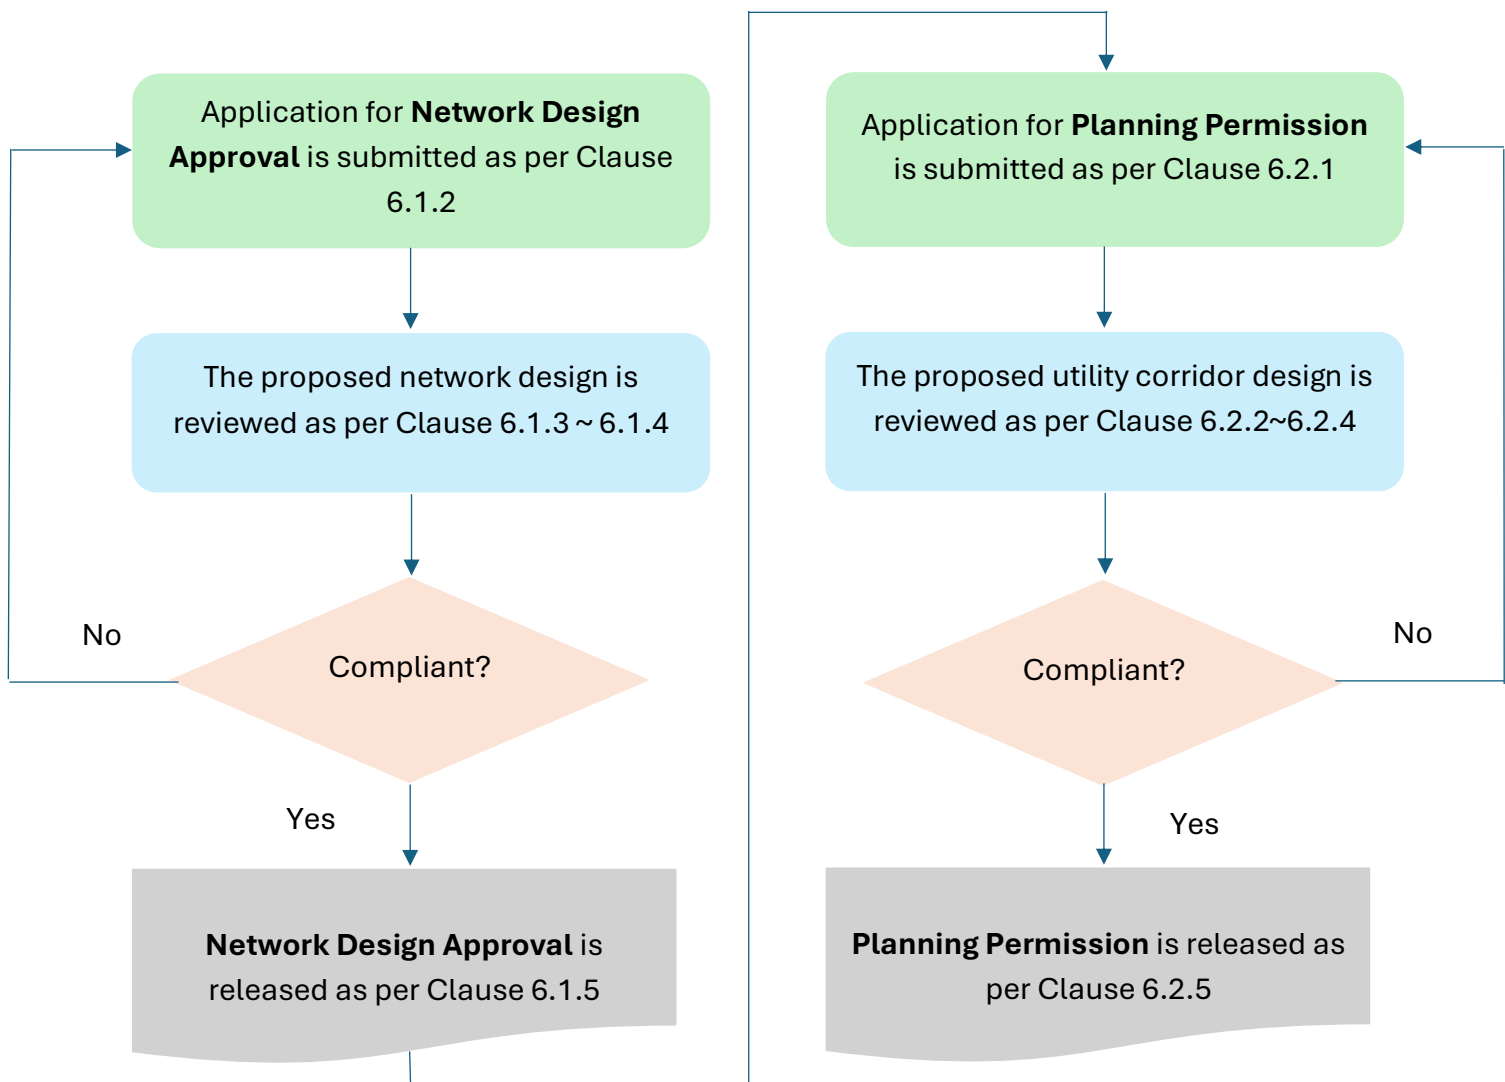 Application for Network Design
Approval is submitted as per Clause
6.1.2
The proposed network design is
reviewed as per Clause 6.1.3 ~ 6.1.4
Compliant?
No
Yes
Network Design Approval is
released as per Clause 6.1.5
Application for Planning Permission
is submitted as per Clause 6.2.1
The proposed utility corridor design is
reviewed as per Clause 6.2.2~6.2.4
Compliant?
No
Yes
Planning Permission is released as
per Clause 6.2.5